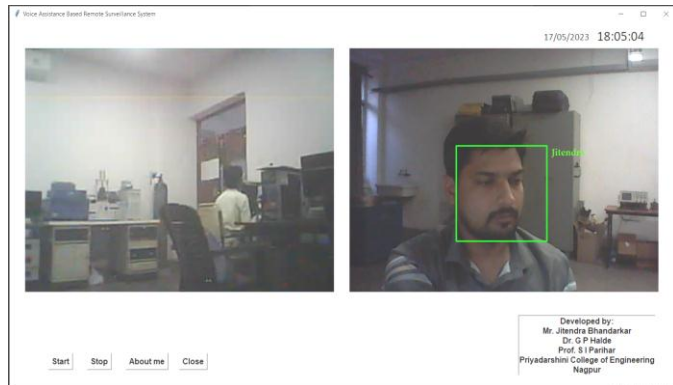 Voice Assistance Based Remote Surveillance System
17/05/2023 18:05:04
Jitendra
Start Stop About me Close
Developed by:
Mr. Jitendra Bhandarkar
Dr. G P Halde
Prof. S I Parihar
Priyadarshini College of Engineering
Nagpur